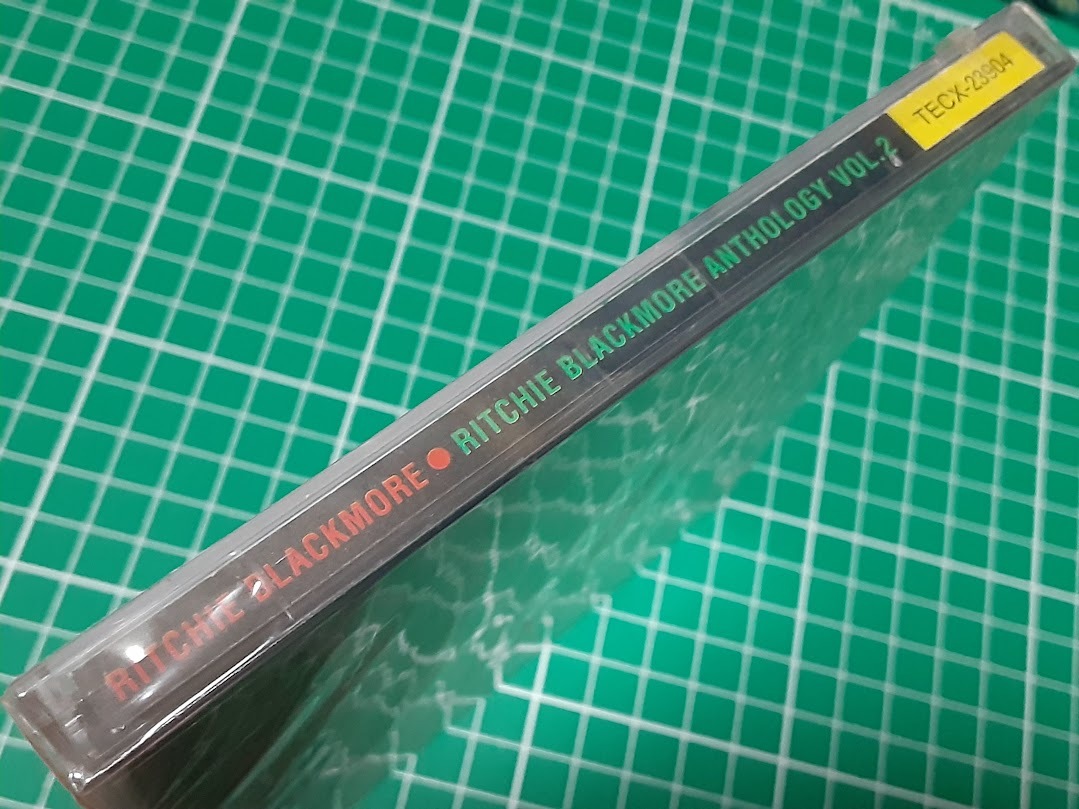 RITCHIE BLACKMORE ● RITCHIE BLACKMORE ANTHOLOGY VOL.2 TECX-23904